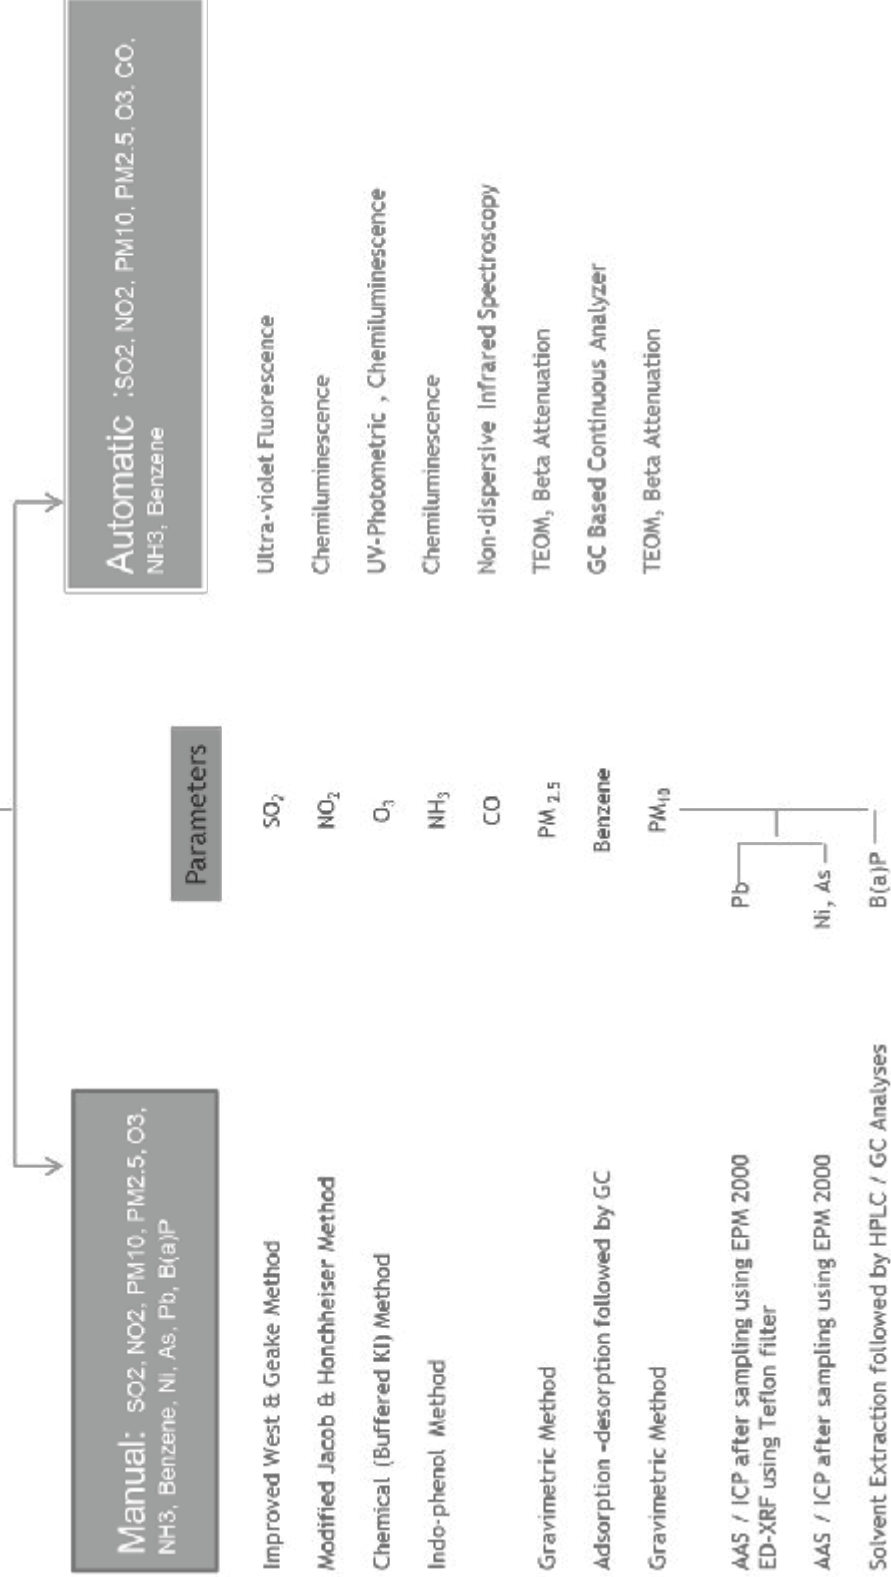 Manual: SO2, NO2, PM10, PM2.5, O3,
NH3, Benzene, Ni, As, Pb, B(a)P
Automatic :SO2, NO2, PM10, PM2.5, O3, CO,
NH3, Benzene
Parameters
Improved West & Geake Method
SO2
Ultra-violet Fluorescence
Modified Jacob & Honchheiser Method
NO2
Chemiluminescence
Chemical (Buffered KI) Method
O3
UV-Photometric , Chemiluminescence
Indo-phenol Method
NH3
Chemiluminescence
CO
Non-dispersive Infrared Spectroscopy
Gravimetric Method
PM 2.5
TEOM, Beta Attenuation
Adsorption -desorption followed by GC
Benzene
GC Based Continuous Analyzer
Gravimetric Method
PM10
TEOM, Beta Attenuation
AAS / ICP after sampling using EPM 2000
ED-XRF using Teflon filter
Pb
AAS / ICP after sampling using EPM 2000
Ni, As
Solvent Extraction followed by HPLC / GC Analyses
B(a)P